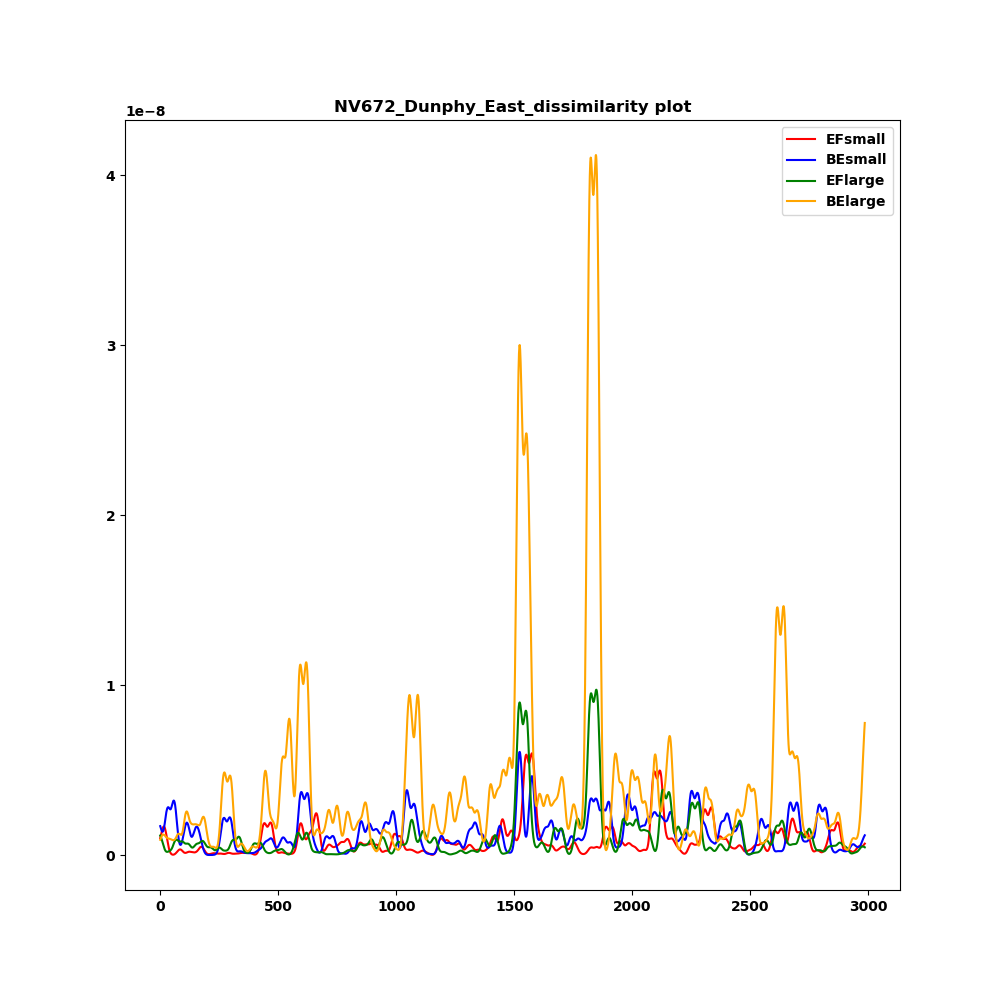 NV672_Dunphy_East_dissimilarity plot
1e−8
EFsmall
BEsmall
EFlarge
BElarge
4
3
2
1
0
0 500 1000 1500 2000 2500 3000